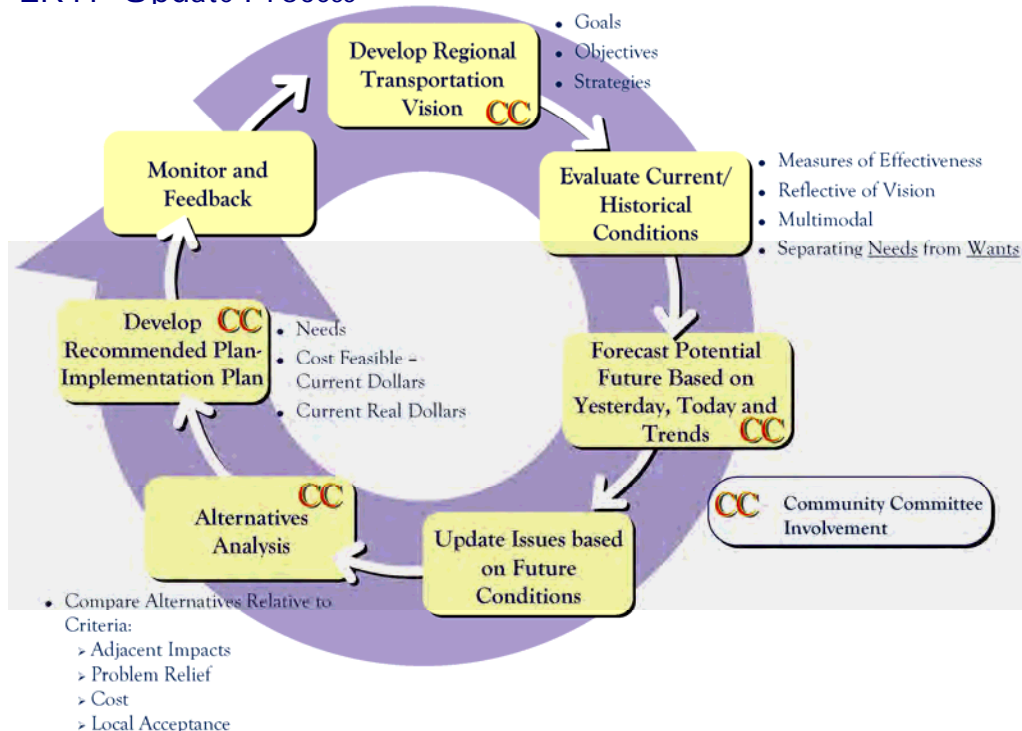 Develop Regional
Transportation
Vision CC
• Goals
• Objectives
• Strategies
Evaluate Current/
Historical
Conditions
• Measures of Effectiveness
• Reflective of Vision
• Multimodal
• Separating Needs from Wants
Forecast Potential
Future Based on
Yesterday, Today and
Trends CC
Update Issues based
on Future
Conditions
CC
Alternatives
Analysis
• Compare Alternatives Relative to
Criteria:
➢ Adjacent Impacts
➢ Problem Relief
➢ Cost
➢ Local Acceptance
Develop CC
Recommended Plan-
Implementation Plan
• Needs
• Cost Feasible –
Current Dollars
• Current Real Dollars
Monitor and
Feedback
CC Community Committee
Involvement